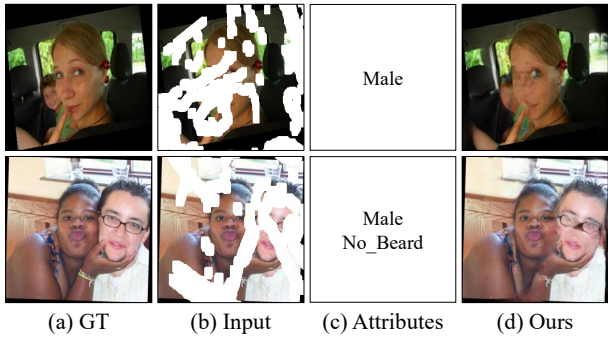 Male
Male
No_Beard
(a) GT
(b) Input
(c) Attributes
(d) Ours